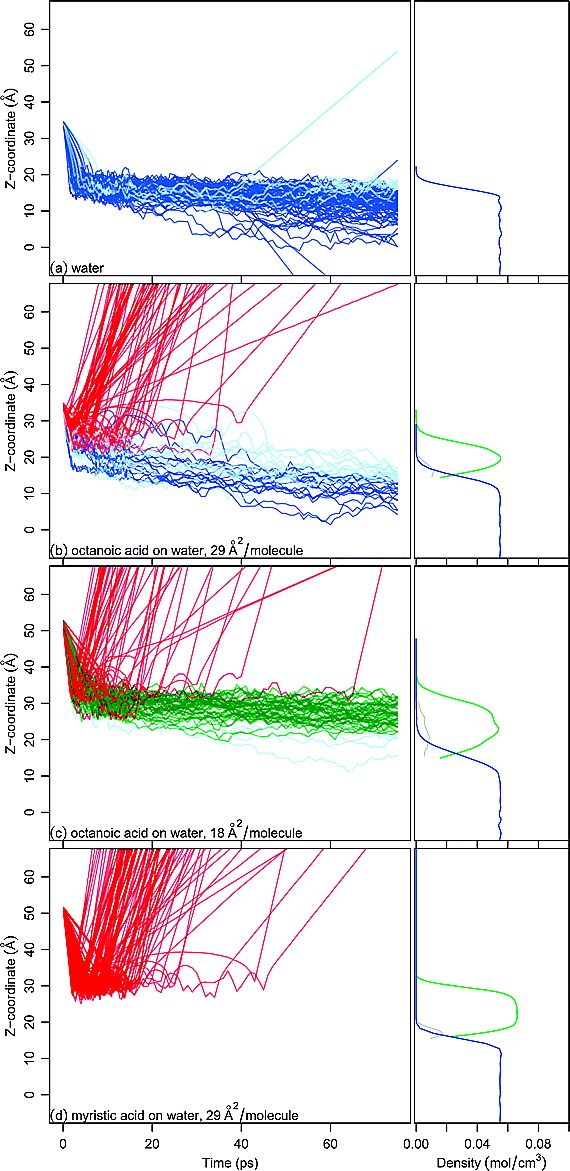 Z−coordinate (Å)
60
50
40
30
20
10
0
(a) water
Z−coordinate (Å)
60
50
40
30
20
10
0
(b) octanoic acid on water, 29 Å²/molecule
Z−coordinate (Å)
60
50
40
30
20
10
0
(c) octanoic acid on water, 18 Å²/molecule
Z−coordinate (Å)
60
50
40
30
20
10
0
(d) myristic acid on water, 29 Å²/molecule
0 20 40 60 0.00 0.04 0.08
Time (ps) Density (mol/cm³)